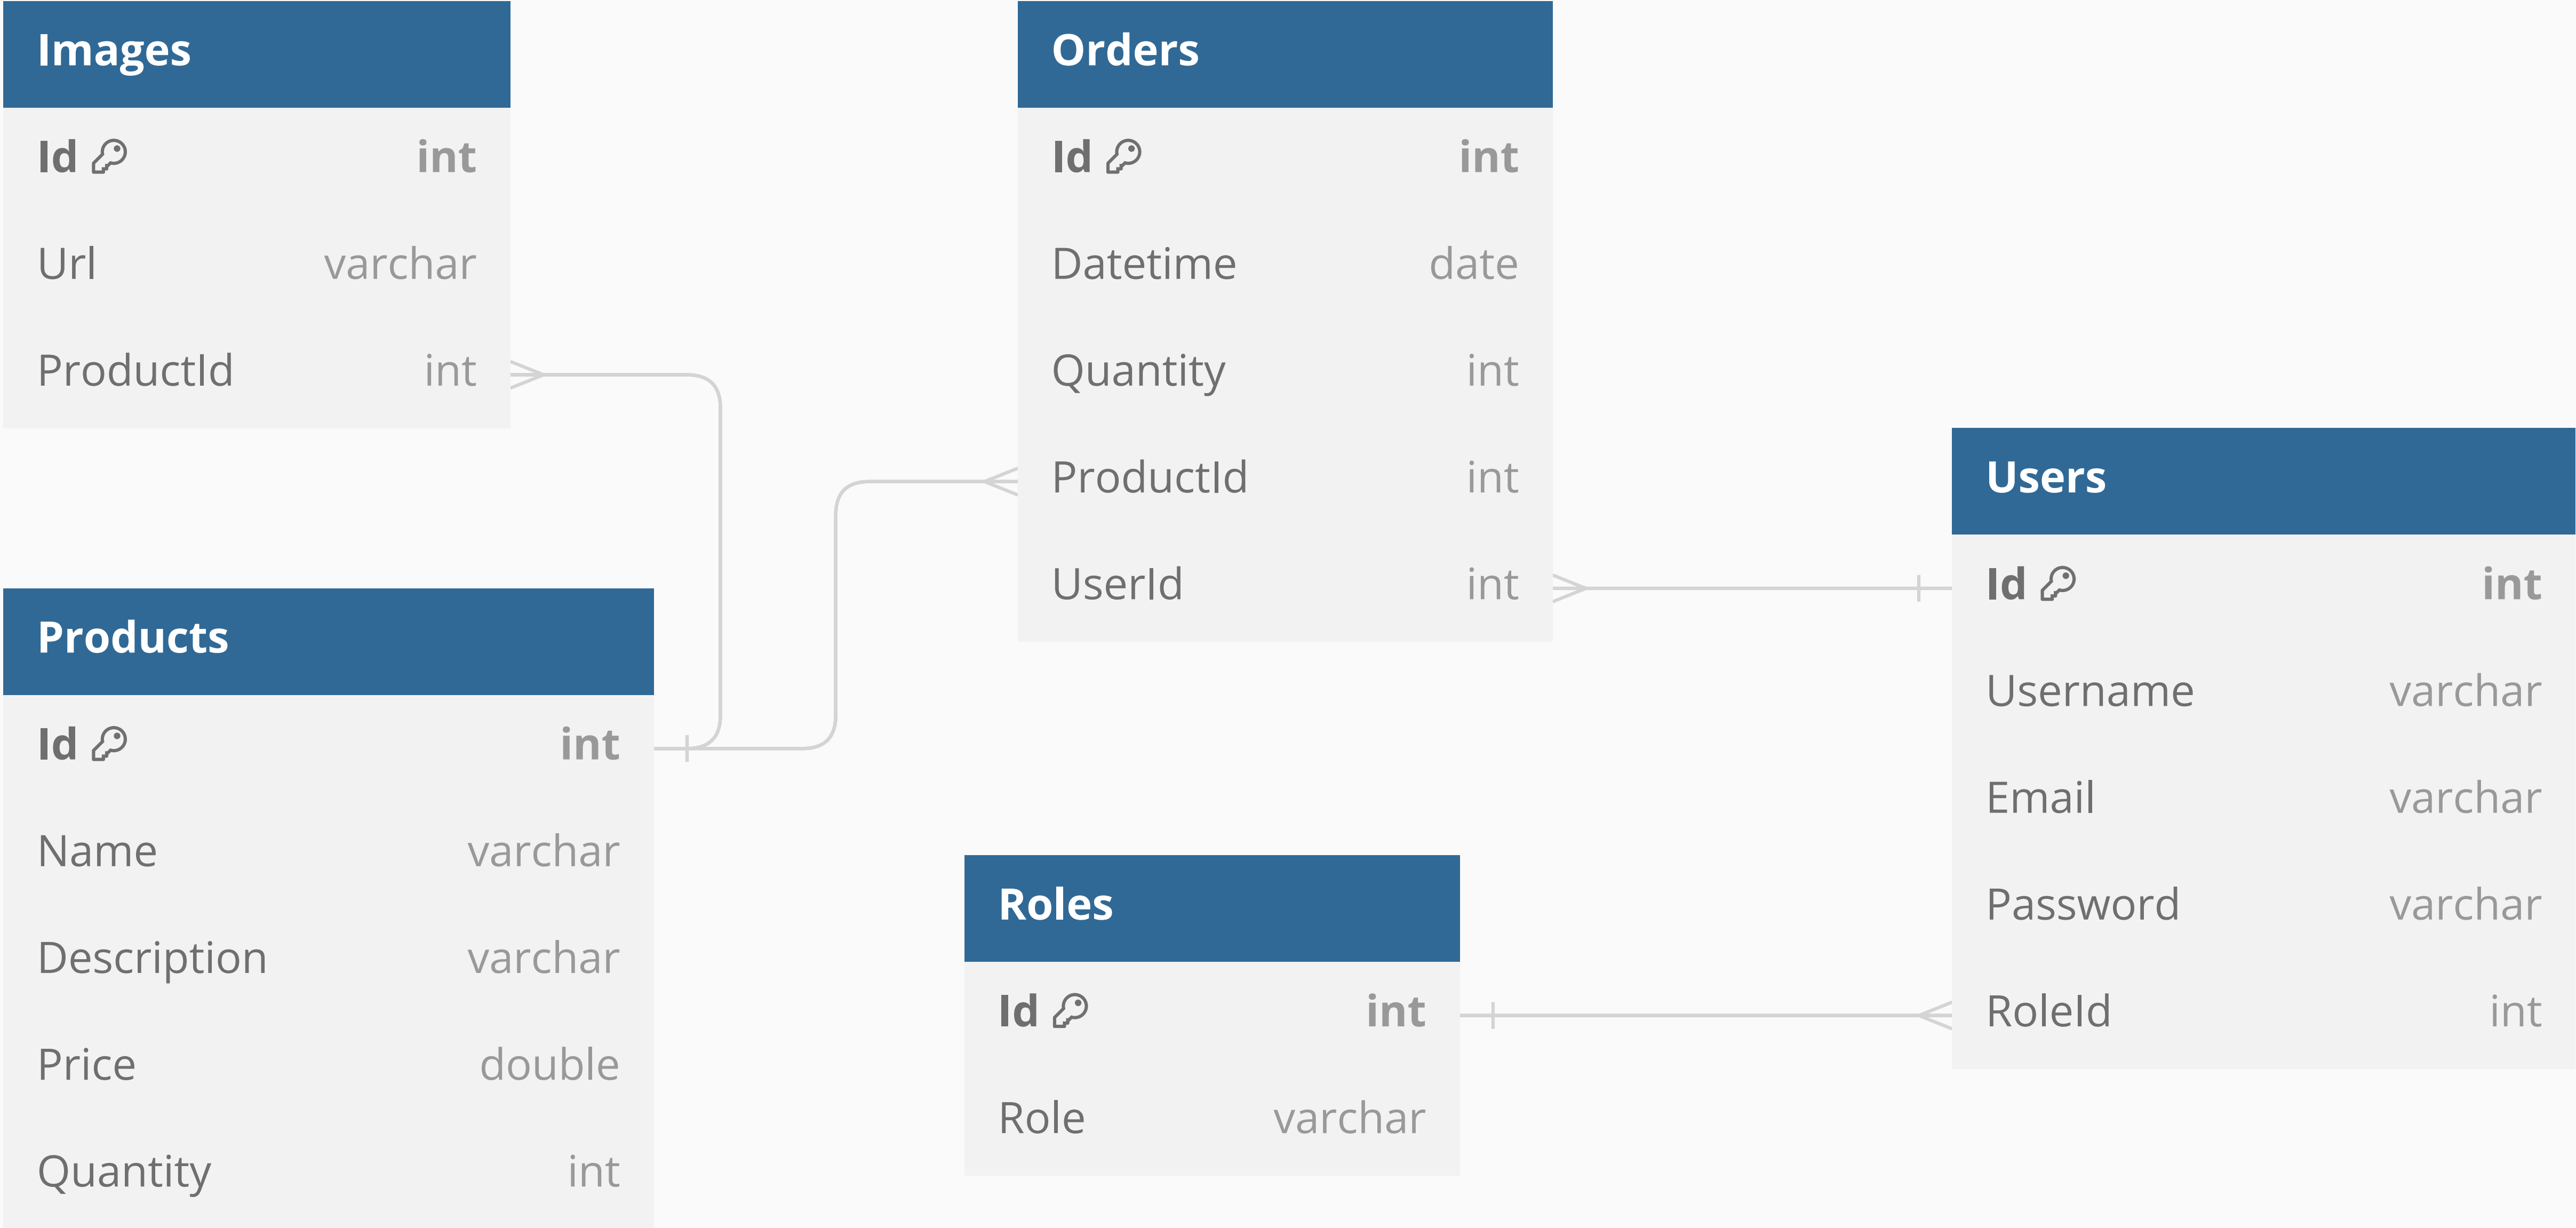 Images
Id int
Url varchar
ProductId int
Products
Id int
Name varchar
Description varchar
Price double
Quantity int
Orders
Id int
Datetime date
Quantity int
ProductId int
UserId int
Roles
Id int
Role varchar
Users
Id int
Username varchar
Email varchar
Password varchar
RoleId int